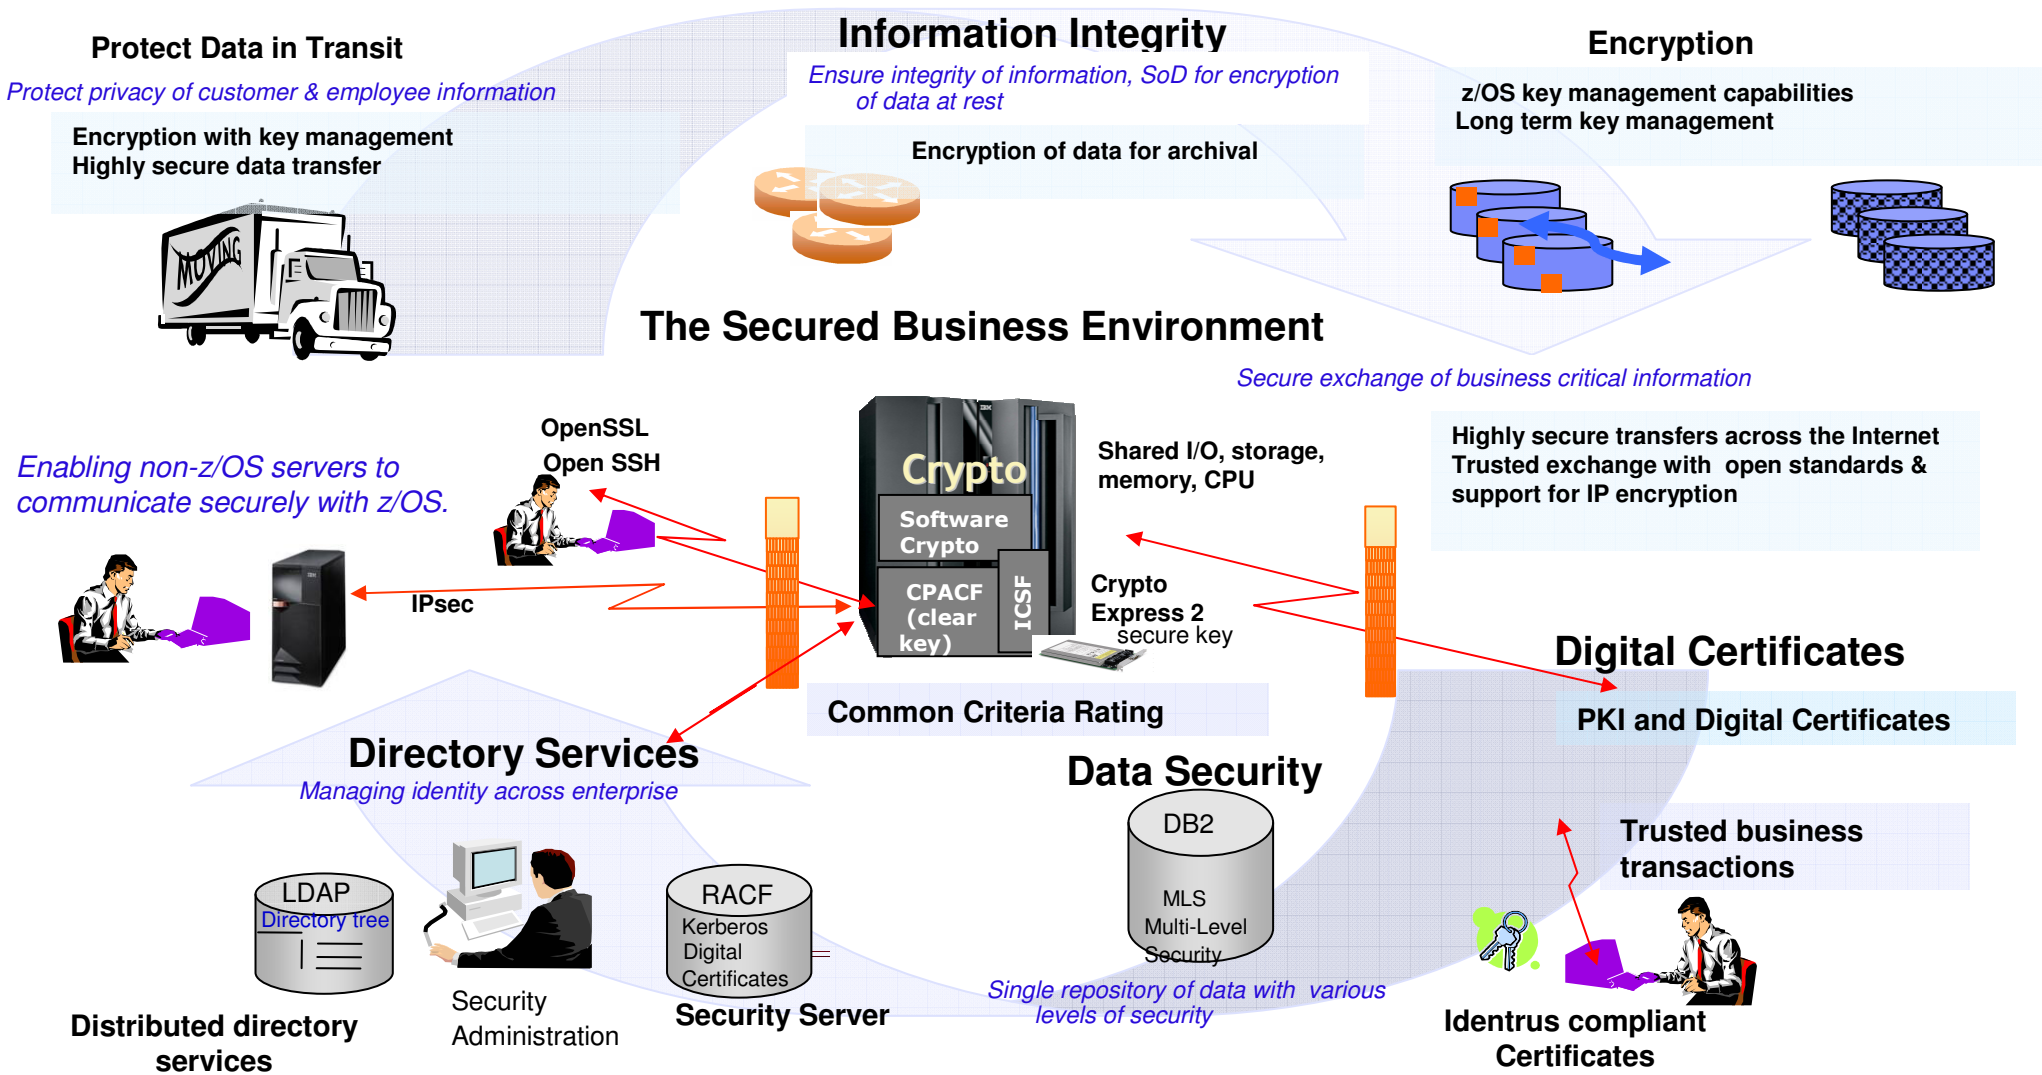 Protect Data in Transit
Protect privacy of customer & employee information
Encryption with key management
Highly secure data transfer
MOVING
Information Integrity
Ensure integrity of information, SoD for encryption
of data at rest
Encryption of data for archival
Encryption
z/OS key management capabilities
Long term key management
The Secured Business Environment
Secure exchange of business critical information
Highly secure transfers across the Internet
Trusted exchange with open standards &
support for IP encryption
Enabling non-z/OS servers to
communicate securely with z/OS.
OpenSSL
Open SSH
IPsec
IBM
IBM
Crypto
Software
Crypto
CPACF
(clear
key)
ICSF
Shared I/O, storage,
memory, CPU
Crypto
Express 2
secure key
Common Criteria Rating
Digital Certificates
PKI and Digital Certificates
Trusted business
transactions
Identrus compliant
Certificates
Directory Services
Managing identity across enterprise
LDAP
Directory tree
Distributed directory
services
Security
Administration
RACF
Kerberos
Digital
Certificates
Security Server
Data Security
DB2
MLS
Multi-Level
Security
Single repository of data with various
levels of security